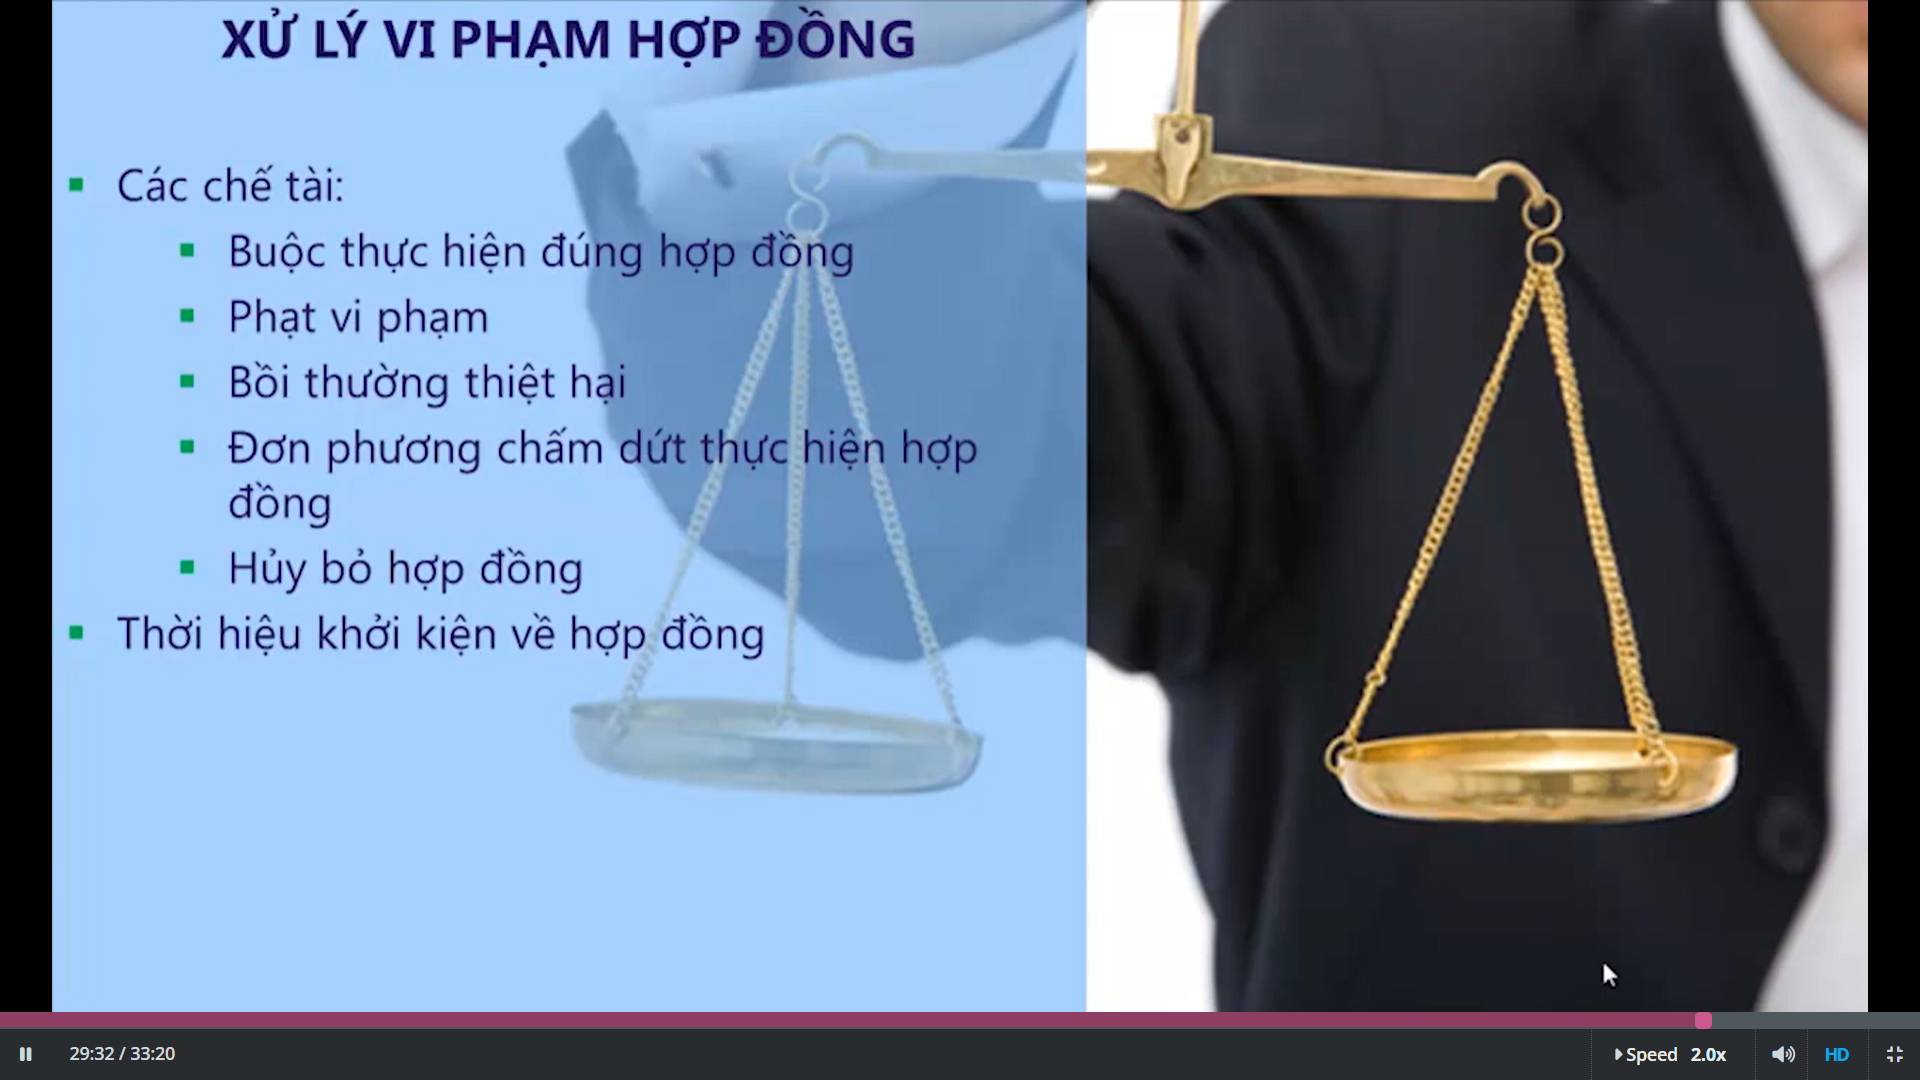 XỬ LÝ VI PHẠM HỢP ĐỒNG
Các chế tài:
Buộc thực hiện đúng hợp đồng
Phạt vi phạm
Bồi thường thiệt hại
Đơn phương chấm dứt thực hiện hợp
đồng
Hủy bỏ hợp đồng
Thời hiệu khởi kiện về hợp đồng
29:32 / 33:20
Speed 2.0x
HD